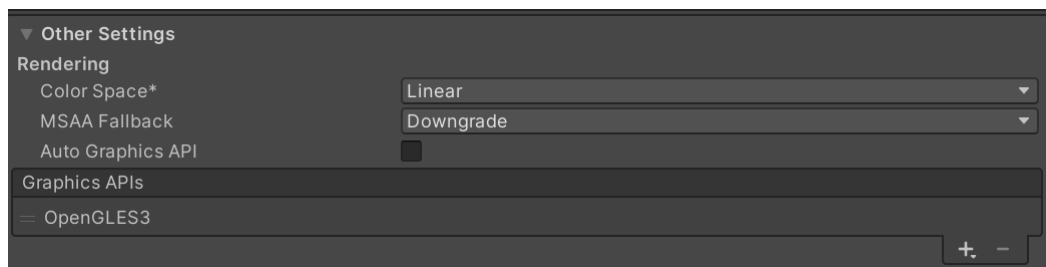 Other Settings
Rendering
Color Space* Linear
MSAA Fallback Downgrade
Auto Graphics API
Graphics APIs
OpenGLES3